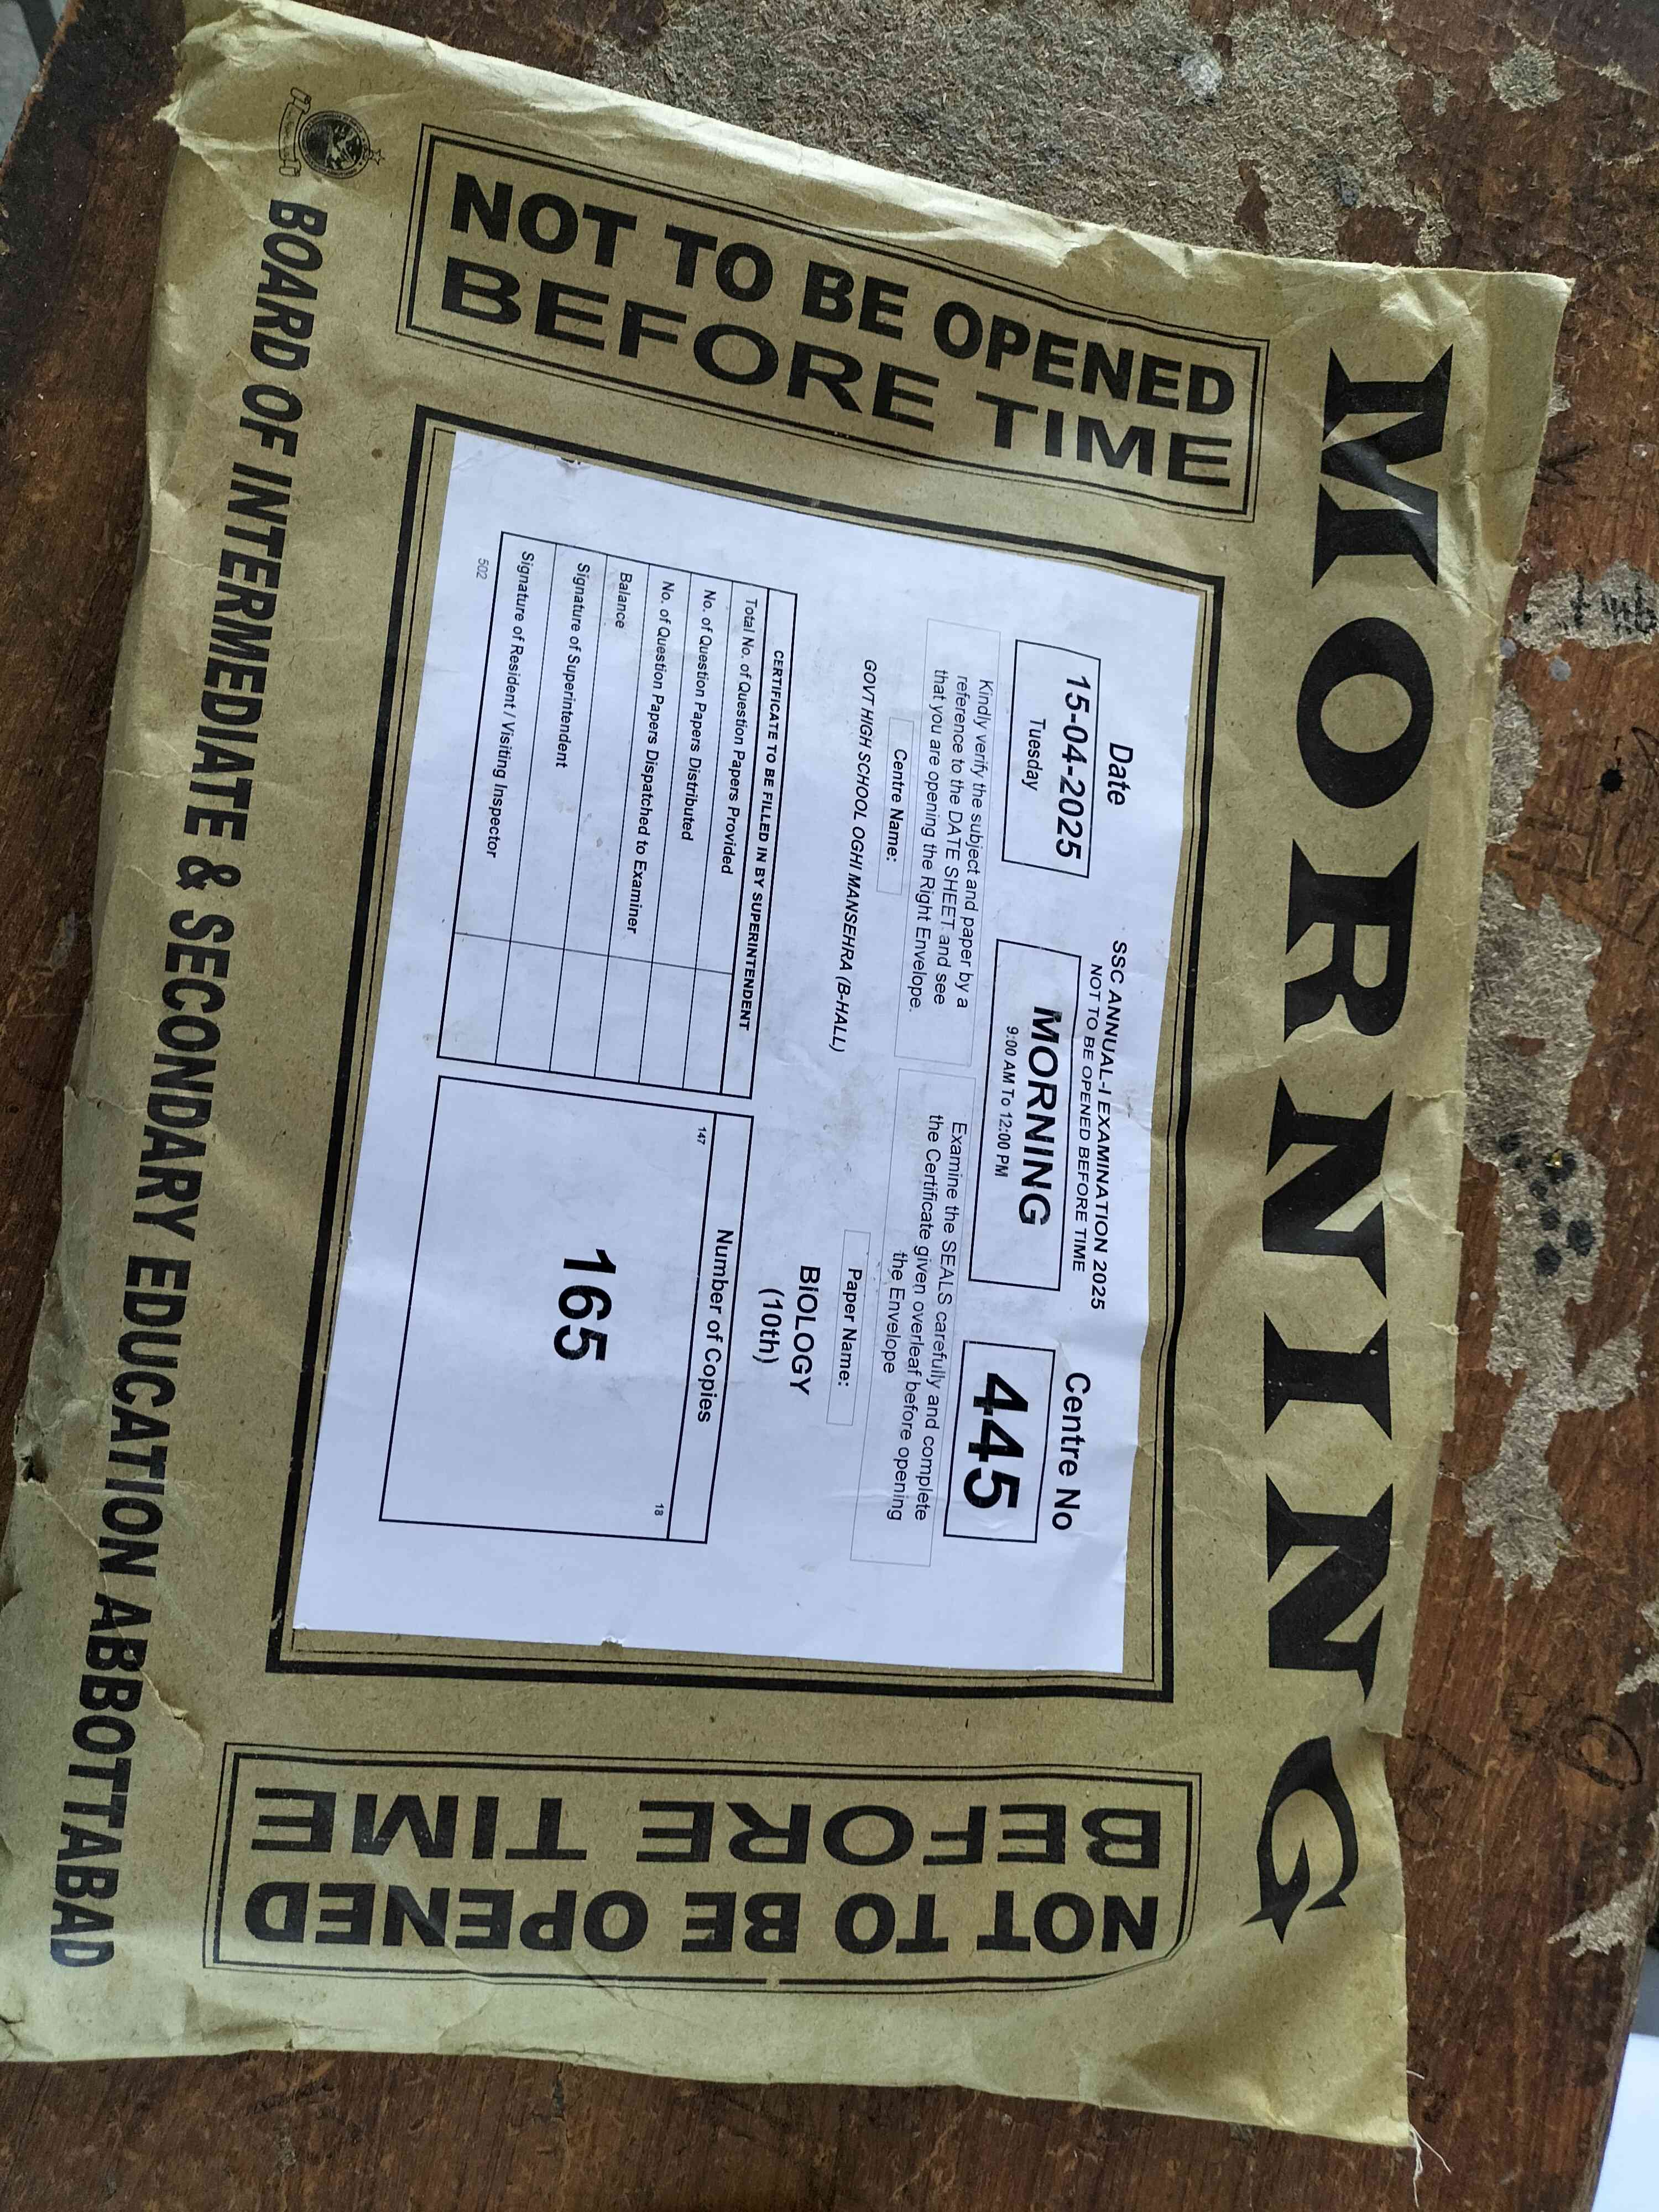 MORNING
NOT TO BE OPENED
BEFORE TIME
Date
15-04-2025
Tuesday
SSC ANNUAL-I EXAMINATION 2025
NOT TO BE OPENED BEFORE TIME
MORNING
9:00 AM To 12:00 PM
Centre No
445
Kindly verify the subject and paper by a
reference to the DATE SHEET. and see
that you are opening the Right Envelope.
Examine the SEALS carefully and complete
the Certificate given overleaf before opening
the Envelope
Centre Name:
GOVT HIGH SCHOOL OGHI MANSEHRA (B-HALL)
Paper Name:
BIOLOGY
(10th)
CERTIFICATE TO BE FILLED IN BY SUPERINTENDENT
Total No. of Question Papers Provided
No. of Question Papers Distributed
No. of Question Papers Dispatched to Examiner
Balance
Signature of Superintendent
Signature of Resident / Visiting Inspector
502
Number of Copies
147
18
165
NOT TO BE OPENED
BEFORE TIME
BOARD OF INTERMEDIATE & SECONDARY EDUCATION ABBOTTABAD